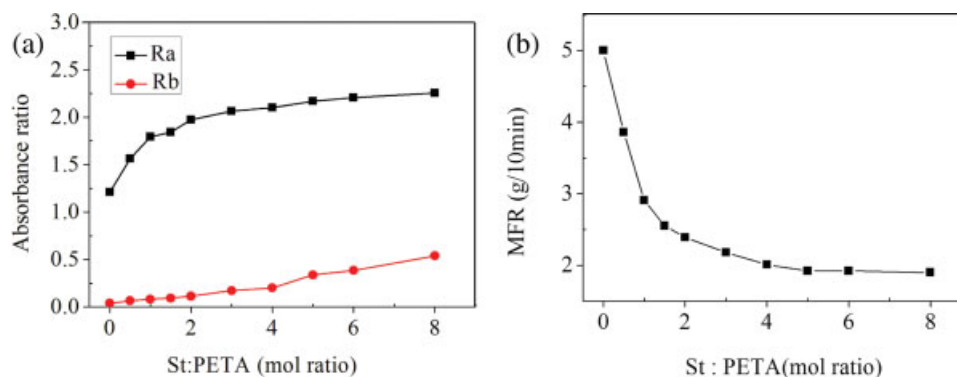 (a)
3.0
2.5
2.0
1.5
1.0
0.5
0.0
Absorbance ratio
Ra
Rb
0 2 4 6 8
St:PETA (mol ratio)
(b)
5
4
3
2
MFR (g/10min)
0 2 4 6 8
St : PETA(mol ratio)